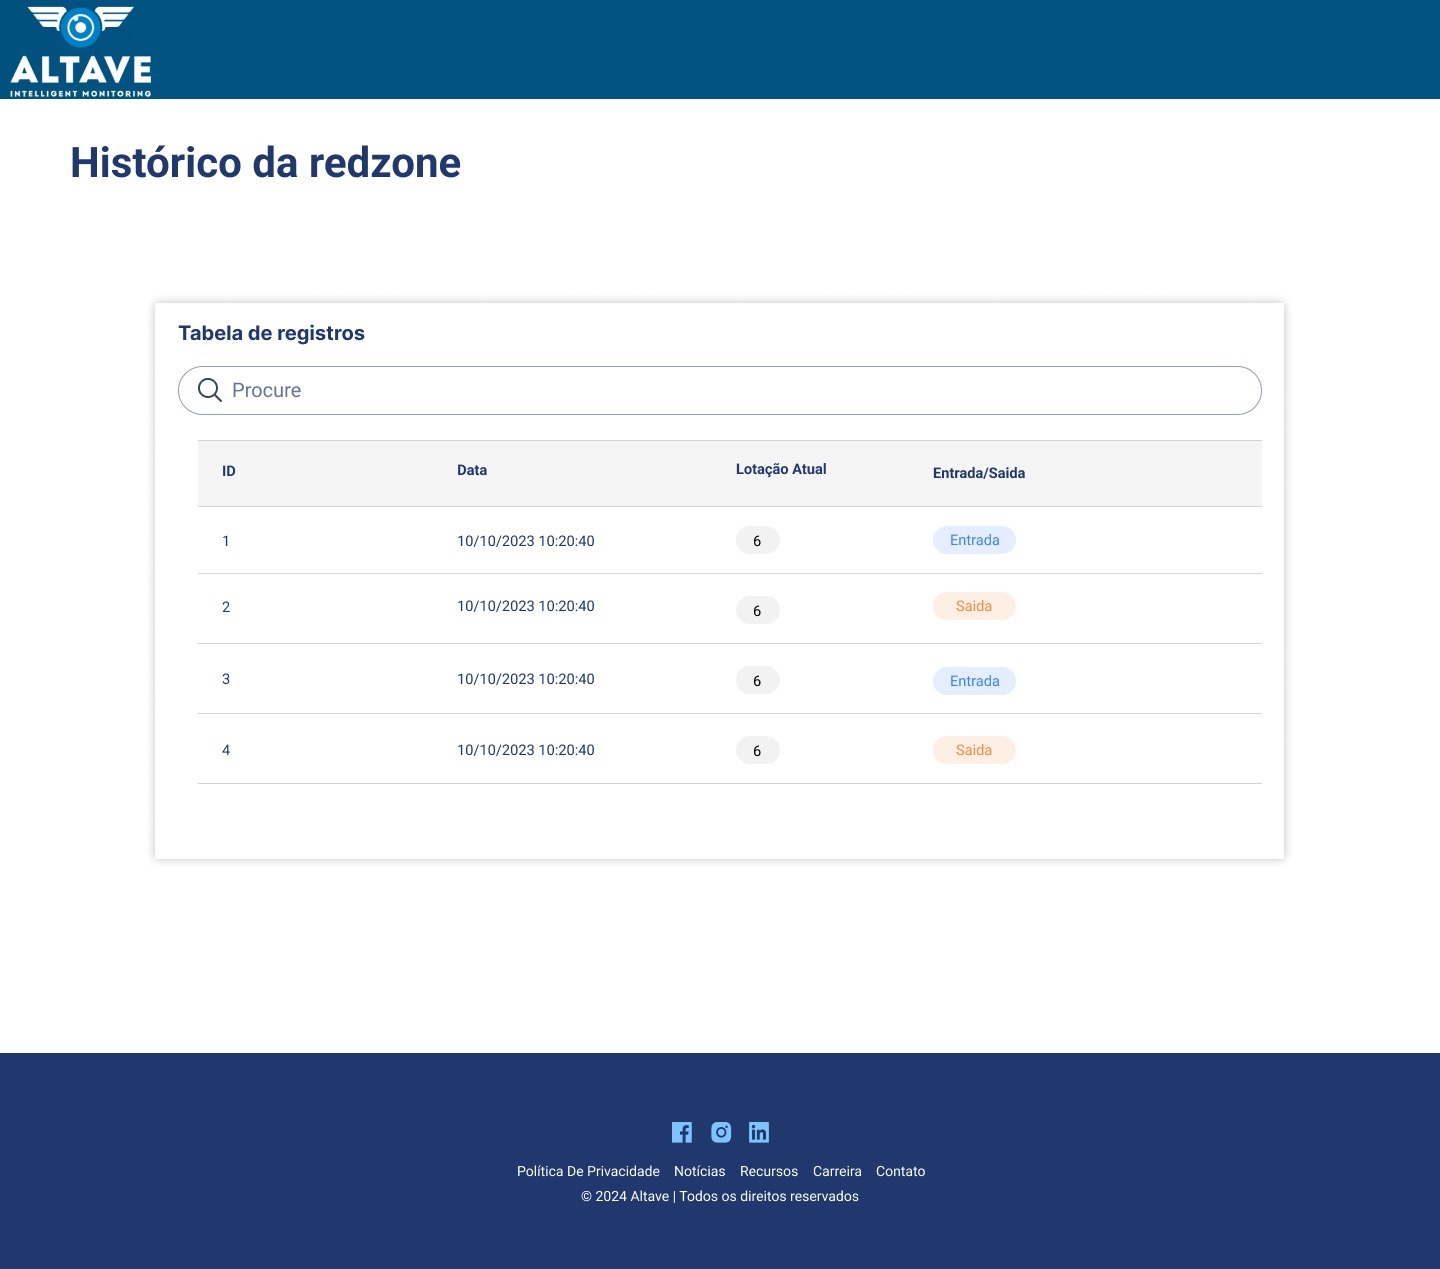 ALTAVE
INTELLIGENT MONITORING
Histórico da redzone
Tabela de registros
Procure
ID Data Lotação Atual Entrada/Saida
1 10/10/2023 10:20:40 6 Entrada
2 10/10/2023 10:20:40 6 Saida
3 10/10/2023 10:20:40 6 Entrada
4 10/10/2023 10:20:40 6 Saida
Política De Privacidade Notícias Recursos Carreira Contato
© 2024 Altave | Todos os direitos reservados